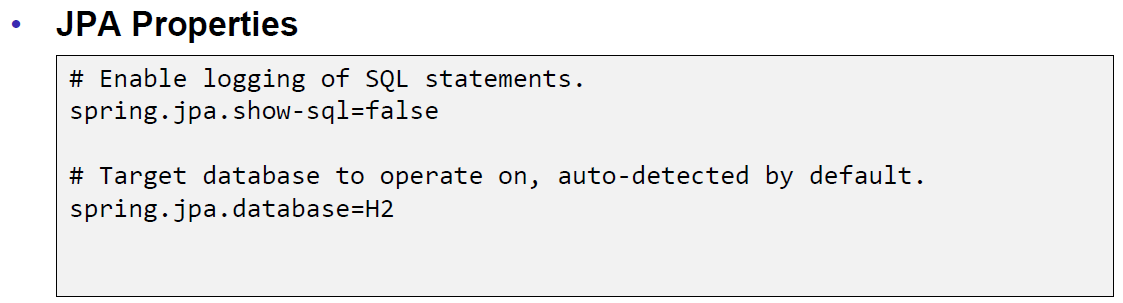 • JPA Properties
# Enable logging of SQL statements.
spring.jpa.show-sql=false
# Target database to operate on, auto-detected by default.
spring.jpa.database=H2